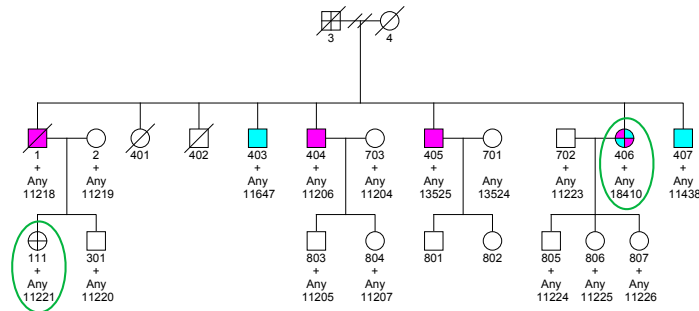 3 4
1 2 401 402 403 404 703 405 701 702 406 407
+ + + + + + + + +
Any Any Any Any Any Any Any Any Any Any
11218 11219 11647 11206 11204 13525 13524 11223 18410 11438
111 301 803 804 801 802 805 806 807
+ + + + + + +
Any Any Any Any Any Any Any
11221 11220 11205 11207 11224 11225 11226